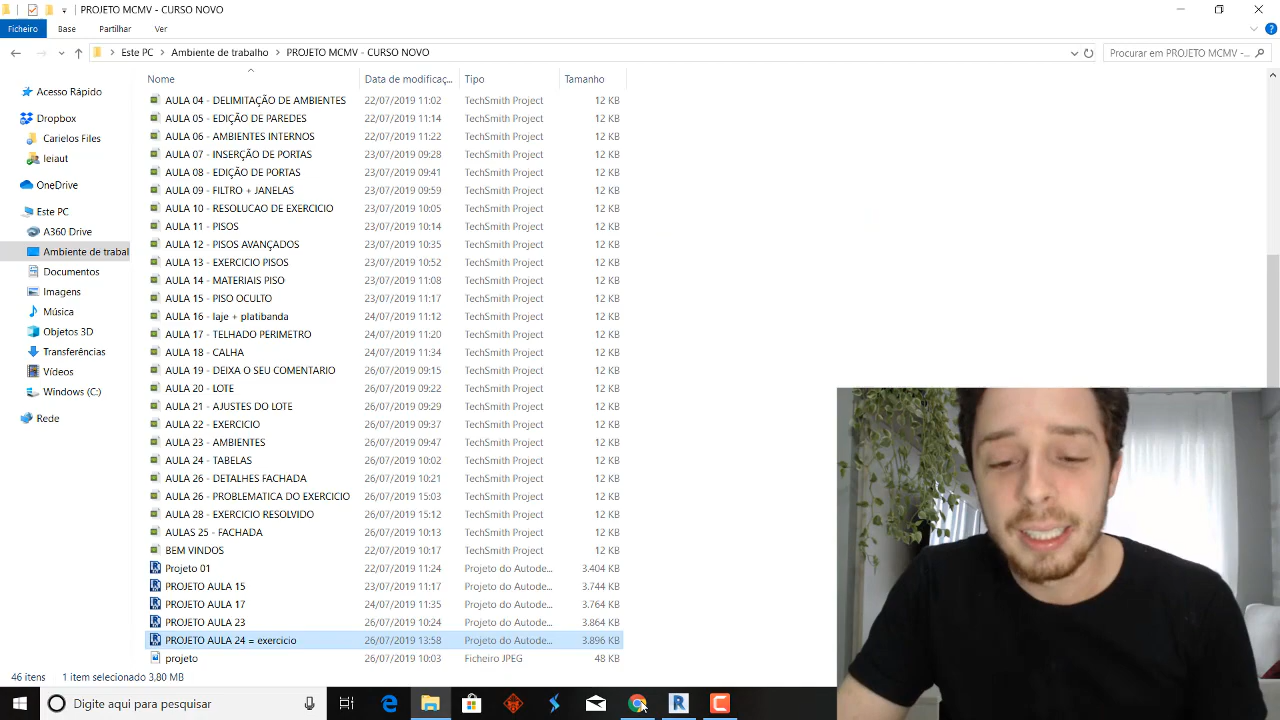 PROJETO MCMV - CURSO NOVO
Ficheiro Base Partilhar Ver
Este PC Ambiente de trabalho PROJETO MCMV - CURSO NOVO
Procurar em PROJETO MCMV -...
Nome Data de modificaç... Tipo Tamanho
AULA 04 - DELIMITAÇÃO DE AMBIENTES 22/07/2019 11:02 TechSmith Project 12 KB
AULA 05 - EDIÇÃO DE PAREDES 22/07/2019 11:14 TechSmith Project 12 KB
AULA 06 - AMBIENTES INTERNOS 22/07/2019 11:22 TechSmith Project 12 KB
AULA 07 - INSERÇÃO DE PORTAS 23/07/2019 09:28 TechSmith Project 12 KB
AULA 08 - EDIÇÃO DE PORTAS 23/07/2019 09:41 TechSmith Project 12 KB
AULA 09 - FILTRO + JANELAS 23/07/2019 09:59 TechSmith Project 12 KB
AULA 10 - RESOLUCAO DE EXERCICIO 23/07/2019 10:05 TechSmith Project 12 KB
AULA 11 - PISOS 23/07/2019 10:14 TechSmith Project 12 KB
AULA 12 - PISOS AVANÇADOS 23/07/2019 10:35 TechSmith Project 12 KB
AULA 13 - EXERCICIO PISOS 23/07/2019 10:52 TechSmith Project 12 KB
AULA 14 - MATERIAIS PISO 23/07/2019 11:08 TechSmith Project 12 KB
AULA 15 - PISO OCULTO 23/07/2019 11:17 TechSmith Project 12 KB
AULA 16 - laje + platibanda 24/07/2019 11:12 TechSmith Project 12 KB
AULA 17 - TELHADO PERIMETRO 24/07/2019 11:20 TechSmith Project 12 KB
AULA 18 - CALHA 24/07/2019 11:34 TechSmith Project 12 KB
AULA 19 - DEIXA O SEU COMENTARIO 26/07/2019 09:15 TechSmith Project 12 KB
AULA 20 - LOTE 26/07/2019 09:22 TechSmith Project 12 KB
AULA 21 - AJUSTES DO LOTE 26/07/2019 09:29 TechSmith Project 12 KB
AULA 22 - EXERCICIO 26/07/2019 09:37 TechSmith Project 12 KB
AULA 23 - AMBIENTES 26/07/2019 09:47 TechSmith Project 12 KB
AULA 24 - TABELAS 26/07/2019 10:02 TechSmith Project 12 KB
AULA 26 - DETALHES FACHADA 26/07/2019 10:21 TechSmith Project 12 KB
AULA 26 - PROBLEMATICA DO EXERCICIO 26/07/2019 15:03 TechSmith Project 12 KB
AULA 28 - EXERCICIO RESOLVIDO 26/07/2019 15:12 TechSmith Project 12 KB
AULAS 25 - FACHADA 26/07/2019 10:13 TechSmith Project 12 KB
BEM VINDOS 22/07/2019 10:17 TechSmith Project 12 KB
Projeto 01 22/07/2019 11:24 Projeto do Autode... 3.404 KB
PROJETO AULA 15 23/07/2019 11:17 Projeto do Autode... 3.744 KB
PROJETO AULA 17 24/07/2019 11:35 Projeto do Autode... 3.764 KB
PROJETO AULA 23 26/07/2019 10:24 Projeto do Autode... 3.864 KB
PROJETO AULA 24 = exercicio 26/07/2019 13:58 Projeto do Autode... 3.896 KB
projeto 26/07/2019 10:03 Ficheiro JPEG 48 KB
Acesso Rápido
Dropbox
Carielos Files
leiaut
OneDrive
Este PC
A360 Drive
Ambiente de trabal
Documentos
Imagens
Música
Objetos 3D
Transferências
Vídeos
Windows (C:)
Rede
46 itens 1 item selecionado 3,80 MB
Digite aqui para pesquisar